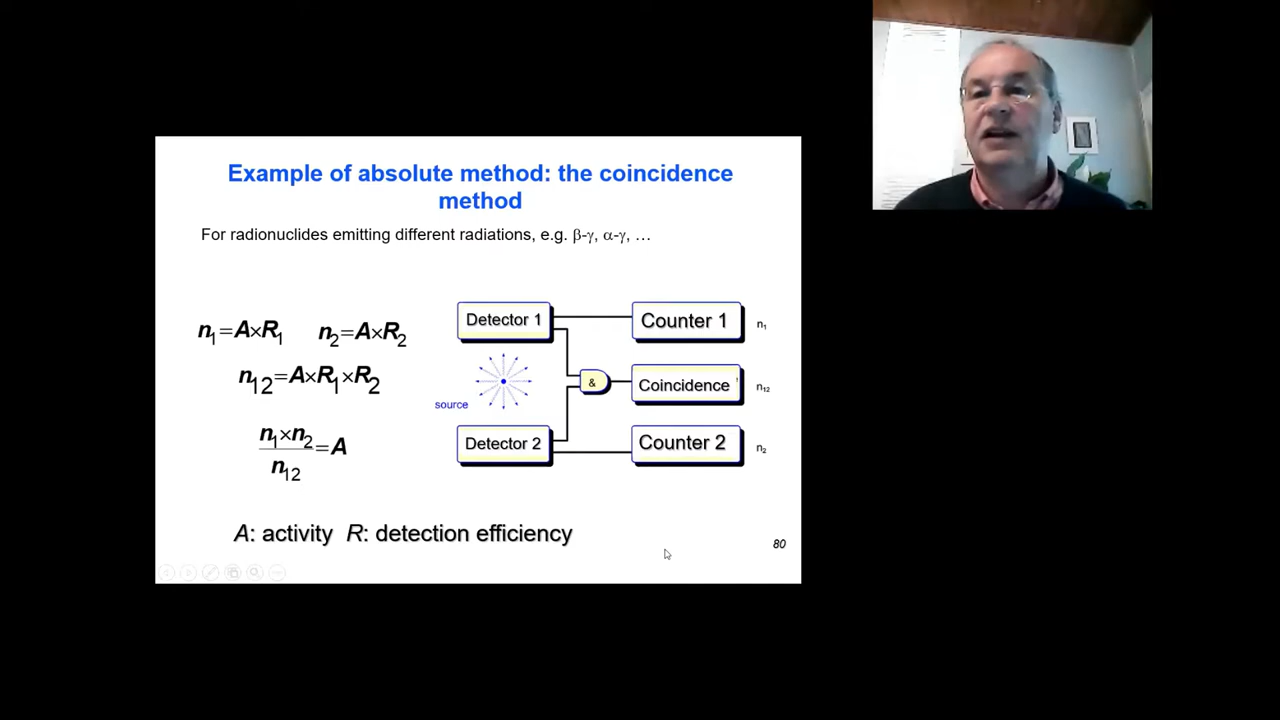 Example of absolute method: the coincidence
method
For radionuclides emitting different radiations, e.g. β-γ, α-γ, …
n₁=A×R₁ n₂=A×R₂
n₁₂=A×R₁×R₂
n₁×n₂
n₁₂
=A
Detector 1
Counter 1
n₁
source
&
Coincidence
n₁₂
Detector 2
Counter 2
n₂
A: activity R: detection efficiency
80